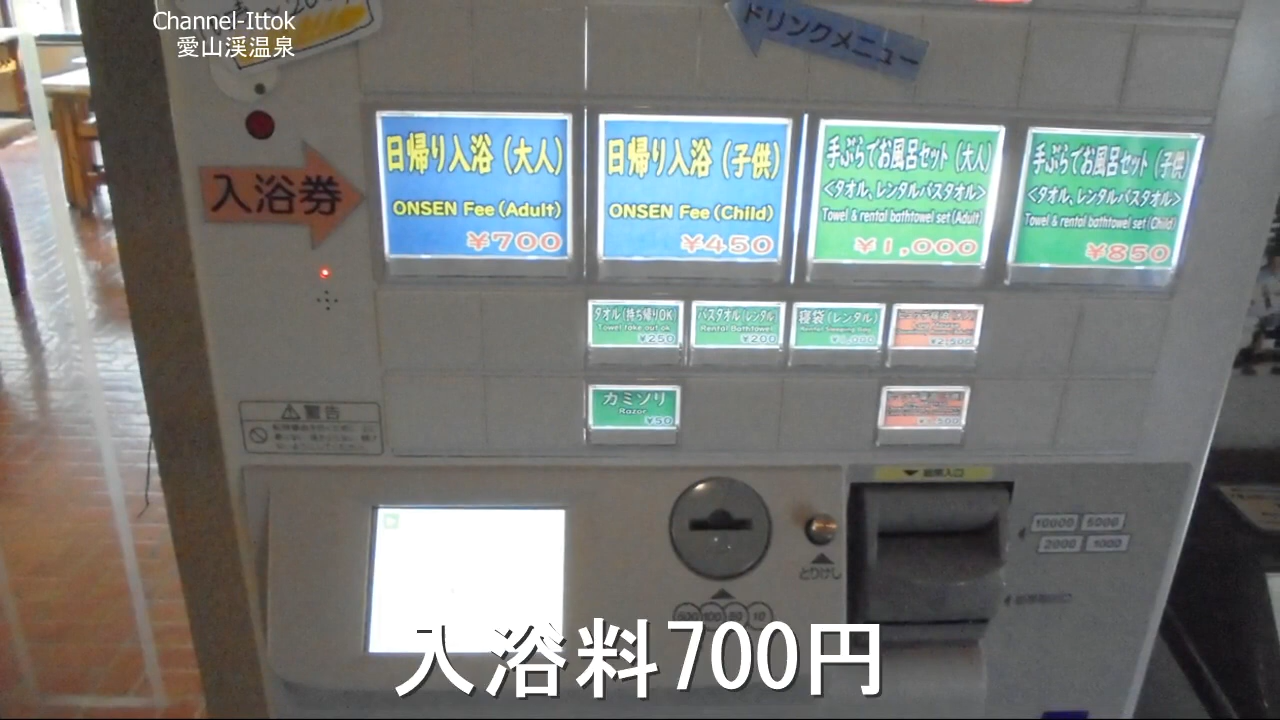 Channel-Ittok
愛山渓温泉
ドリンクメニュー
入浴券
日帰り入浴（大人）
ONSEN Fee（Adult）
￥700
日帰り入浴（子供）
ONSEN Fee（Child）
￥450
手ぶらでお風呂セット（大人）
＜タオル、レンタルバスタオル＞
Towel & rental bathtowel set（Adult）
￥1,000
手ぶらでお風呂セット（子供）
＜タオル、レンタルバスタオル＞
Towel & rental bathtowel set（Child）
￥850
タオル（持ち帰りOK）
Towel take out ok
￥250
バスタオル（レンタル）
Rental Bathtowel
￥200
寝袋（レンタル）
Rental Sleeping Bag
￥2,500
カミソリ
Razor
￥50
警告
とりけし
500 100 50 10
10000 5000
2000 1000
入浴料700円